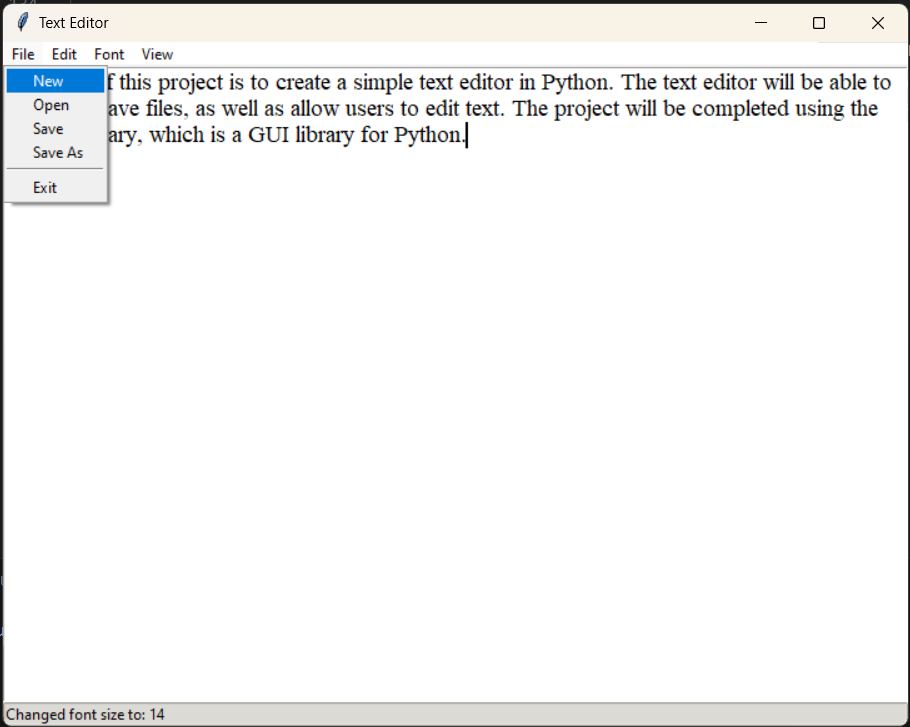 Text Editor
File Edit Font View
New
Open
Save
Save As
Exit
f this project is to create a simple text editor in Python. The text editor will be able to
ave files, as well as allow users to edit text. The project will be completed using the
ary, which is a GUI library for Python.
Changed font size to: 14